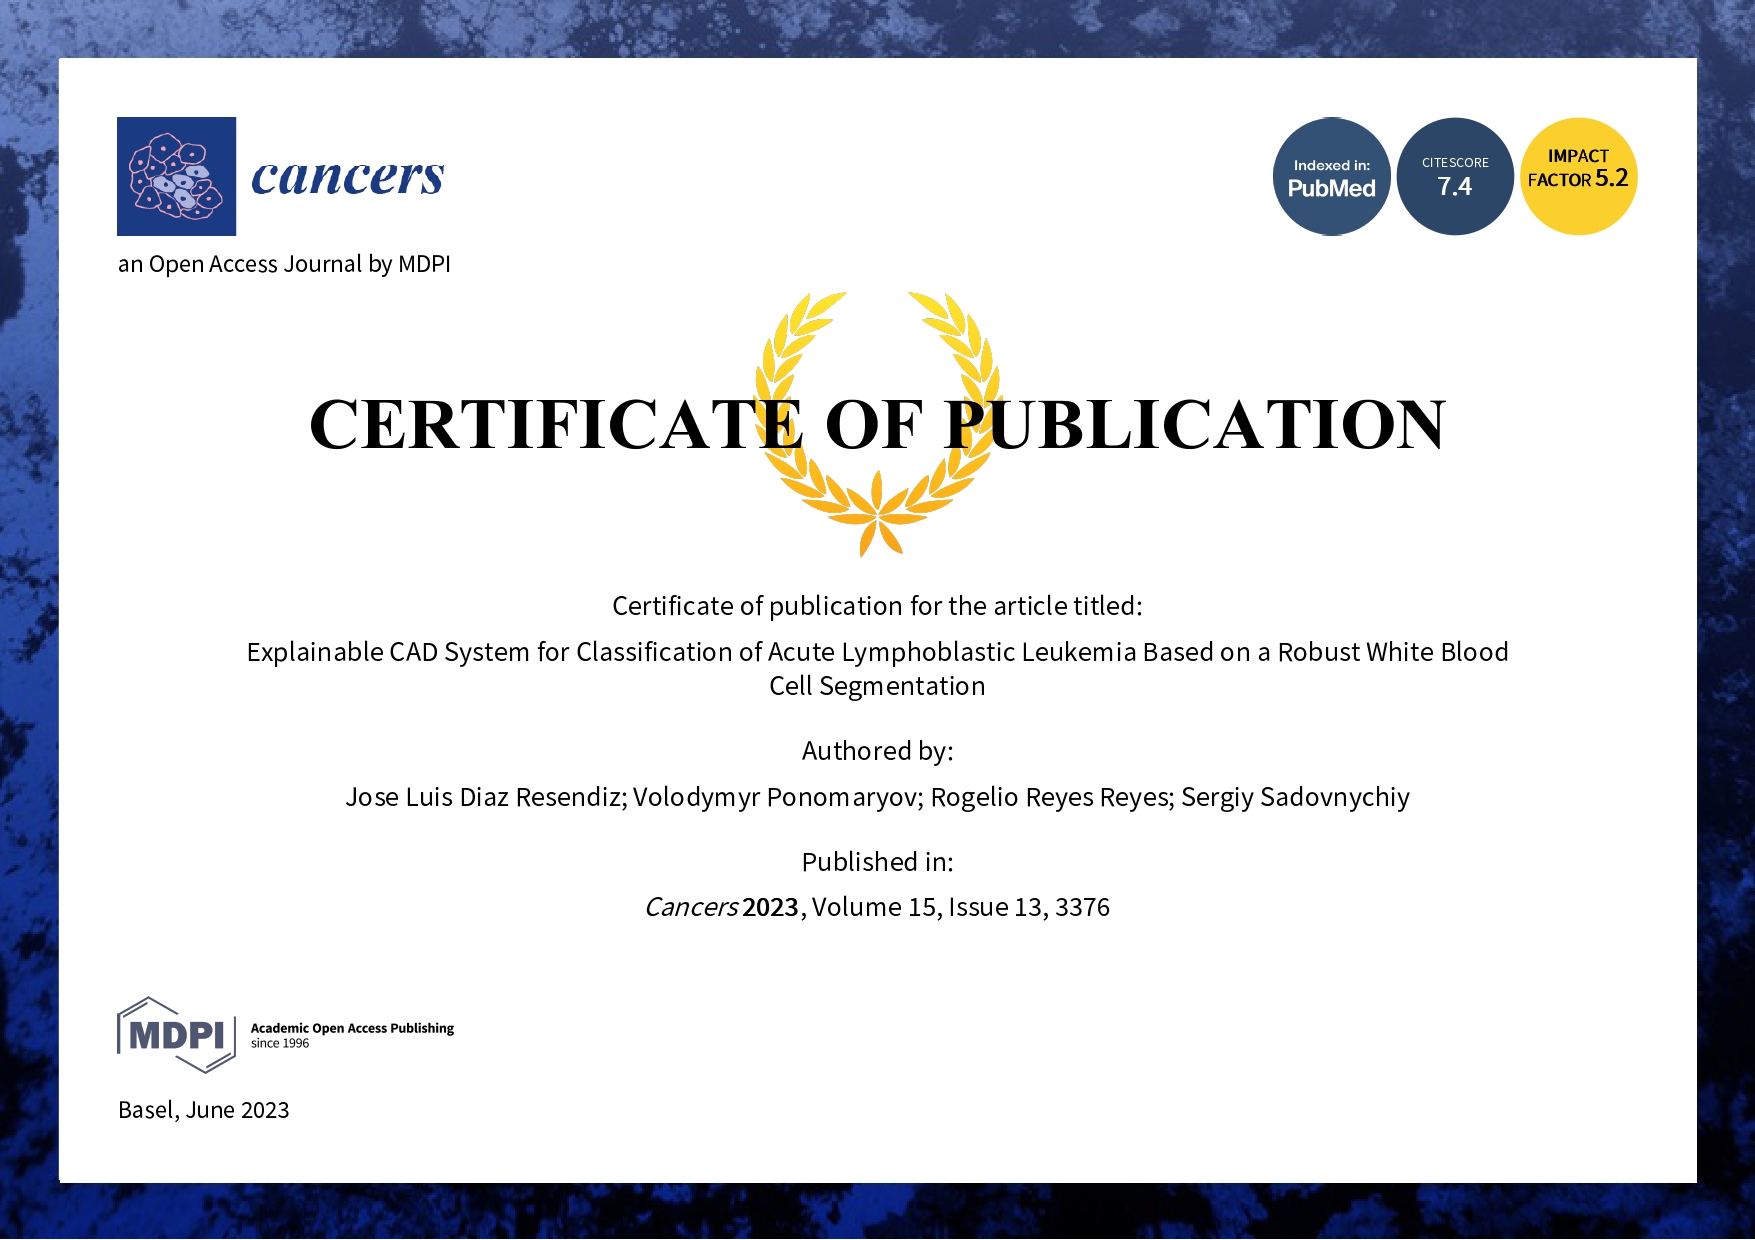 cancers
an Open Access Journal by MDPI
Indexed in:
PubMed
CITESCORE
7.4
IMPACT
FACTOR 5.2
CERTIFICATE OF PUBLICATION
Certificate of publication for the article titled:
Explainable CAD System for Classification of Acute Lymphoblastic Leukemia Based on a Robust White Blood
Cell Segmentation
Authored by:
Jose Luis Diaz Resendiz; Volodymyr Ponomaryov; Rogelio Reyes Reyes; Sergiy Sadovnychiy
Published in:
Cancers 2023, Volume 15, Issue 13, 3376
MDPI
Academic Open Access Publishing
since 1996
Basel, June 2023